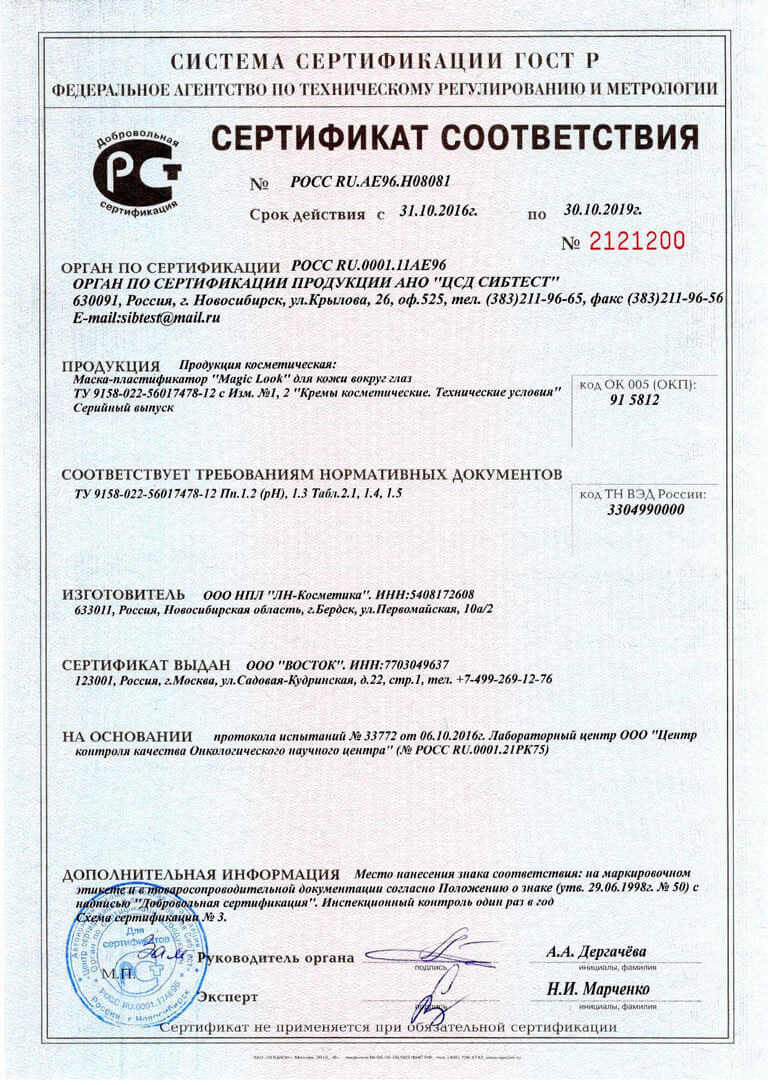 СИСТЕМА СЕРТИФИКАЦИИ ГОСТ Р
ФЕДЕРАЛЬНОЕ АГЕНТСТВО ПО ТЕХНИЧЕСКОМУ РЕГУЛИРОВАНИЮ И МЕТРОЛОГИИ
Добровольная
сертификация
СЕРТИФИКАТ СООТВЕТСТВИЯ
№ РОСС RU.АЕ96.Н08081
Срок действия с 31.10.2016г. по 30.10.2019г.
№ 2121200
ОРГАН ПО СЕРТИФИКАЦИИ РОСС RU.0001.11АЕ96
ОРГАН ПО СЕРТИФИКАЦИИ ПРОДУКЦИИ АНО "ЦСД СИБТЕСТ"
630091, Россия, г. Новосибирск, ул.Крылова, 26, оф.525, тел. (383)211-96-65, факс (383)211-96-56
E-mail:sibtest@mail.ru
ПРОДУКЦИЯ Продукция косметическая:
Маска-пластификатор "Magic Look" для кожи вокруг глаз
ТУ 9158-022-56017478-12 с Изм. №1, 2 "Кремы косметические. Технические условия"
Серийный выпуск
код ОК 005 (ОКП):
91 5812
СООТВЕТСТВУЕТ ТРЕБОВАНИЯМ НОРМАТИВНЫХ ДОКУМЕНТОВ
ТУ 9158-022-56017478-12 Пп.1.2 (рН), 1.3 Табл.2.1, 1.4, 1.5
код ТН ВЭД России:
3304990000
ИЗГОТОВИТЕЛЬ ООО НПЛ "ЛН-Косметика". ИНН:5408172608
633011, Россия, Новосибирская область, г.Бердск, ул.Первомайская, 10а/2
СЕРТИФИКАТ ВЫДАН ООО "ВОСТОК". ИНН:7703049637
123001, Россия, г.Москва, ул.Садовая-Кудринская, д.22, стр.1, тел. +7-499-269-12-76
НА ОСНОВАНИИ протокола испытаний № 33772 от 06.10.2016г. Лабораторный центр ООО "Центр
контроля качества Онкологического научного центра" (№ РОСС RU.0001.21РК75)
ДОПОЛНИТЕЛЬНАЯ ИНФОРМАЦИЯ Место нанесения знака соответствия: на маркировочном
этикете и в товаросопроводительной документации согласно Положению о знаке (утв. 29.06.1998г. № 50) с
надписью "Добровольная сертификация". Инспекционный контроль один раз в год
Схема сертификации № 3.
Для
сертификатов
РОСС RU.0001.11АЕ96
Россия, г Новосибирск
М.П.
Зам Руководитель органа
подпись
А.А. Дергачёва
инициалы, фамилия
Эксперт
подпись
Н.И. Марченко
инициалы, фамилия
Сертификат не применяется при обязательной сертификации